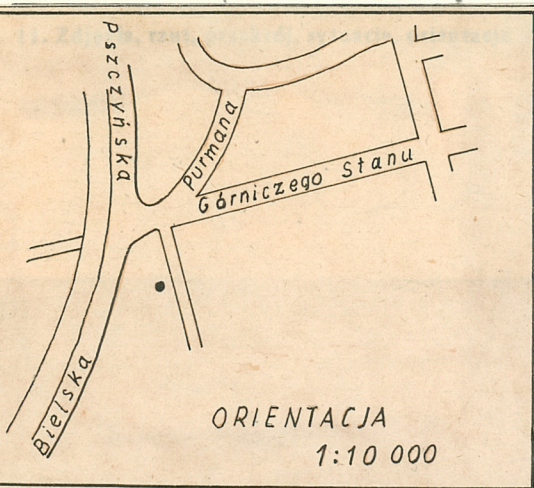 Pszczyńska
Purmana
Górniczego Stanu
Bielska
ORIENTACJA
1:10 000